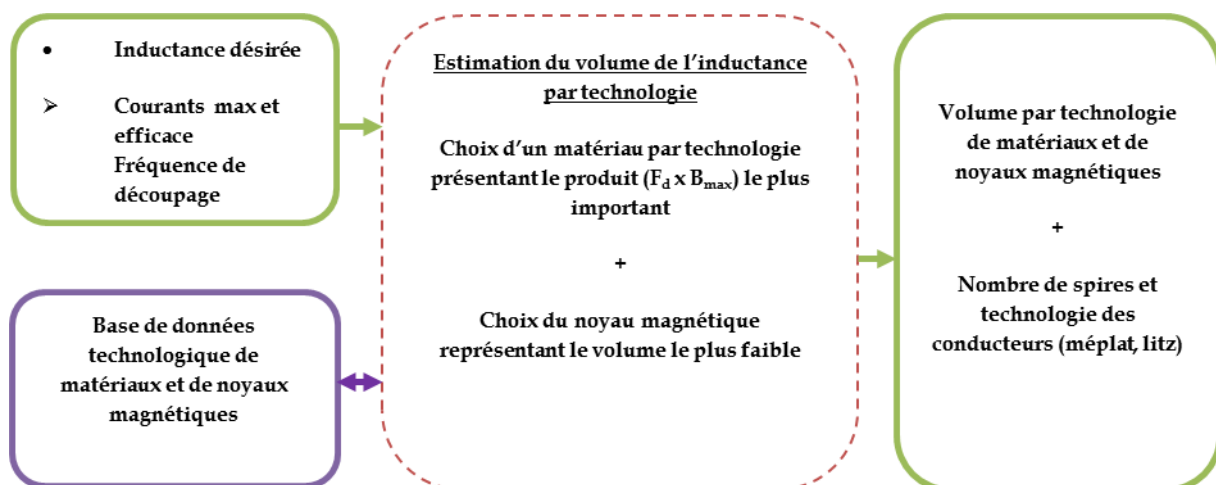 • Inductance désirée
➢ Courants max et
efficace
Fréquence de
découpage
Base de données
technologique de
matériaux et de noyaux
magnétiques
Estimation du volume de l'inductance
par technologie
Choix d'un matériau par technologie
présentant le produit (Fd x Bmax) le plus
important
+
Choix du noyau magnétique
représentant le volume le plus faible
Volume par technologie
de matériaux et de
noyaux magnétiques
+
Nombre de spires et
technologie des
conducteurs (méplat, litz)